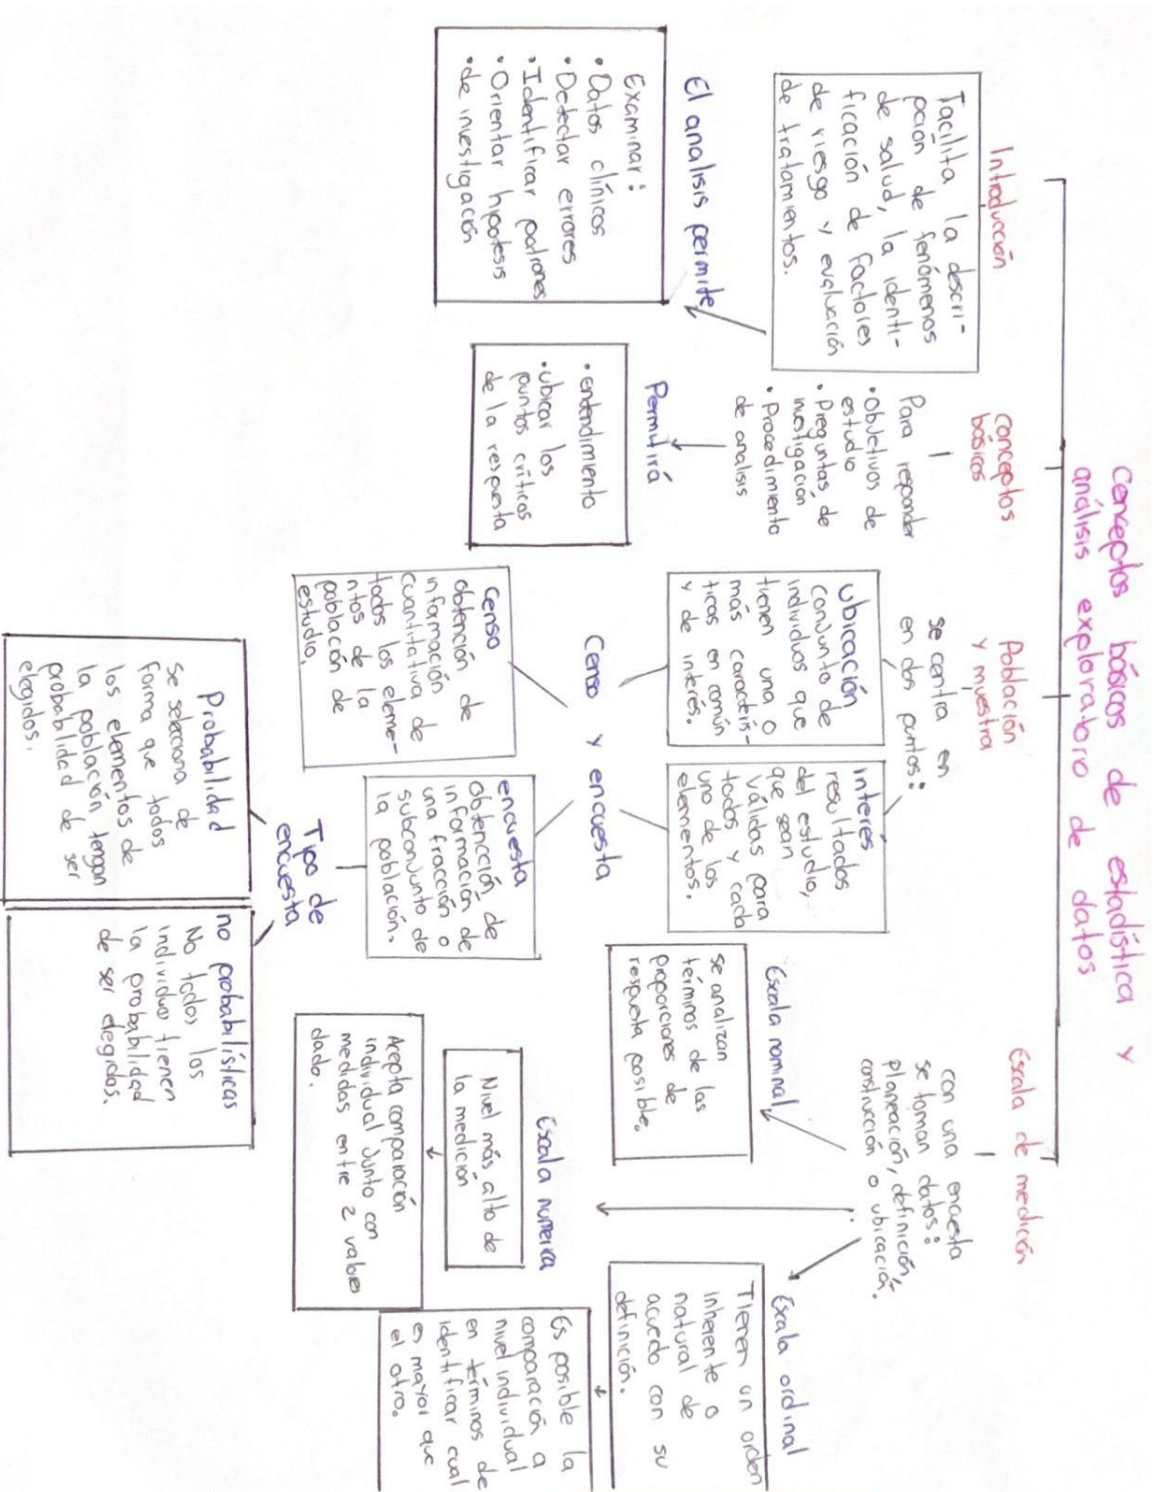 Conceptos básicos de estadística y
análisis exploratorio de datos
Introducción
Facilita la descri-
pción de fenómenos
de salud, la identi-
ficación de factores
de riesgo y evaluación
de tratamientos.
El analisis permite
Examinar:
• Datos clínicos
• Detectar errores
• Identificar patrones
• Orientar hipotesis
• de investigación
conceptos
básicos
Para responder
• Objetivos de
estudio
• Preguntas de
investigación
• Procedimiento
de analisis
Permitirá
• entendimiento
• ubicar los
puntos críticos
de la respuesta
Población
y muestra
se centra en
en dos puntos:
ubicación
conjunto de
individuos que
tienen una o
más caracterís-
ticas en común
y de interés.
interés
resultados
del estudio,
que sean
válidas para
todos y cada
uno de los
elementos.
Censo y encuesta
Censo
obtención de
información
cuantitativa de
todos los eleme-
ntos de la
población de
estudio.
encuesta
Obtención de
información de
una fracción o
subconjunto de
la población.
Tipo de
encuesta
Probabilidad
Se selecciona de
forma que todos
los elementos de
la población tengan
probabilidad de ser
elegidos.
no probabilísticas
No todos los
individuos tienen
la probabilidad
de ser elegidos.
Escala de medición
con una encuesta
se toman datos:
planeación, definición,
construcción o ubicación.
Escala nominal
se analizan
términos de las
proporciones de
respuesta posible.
Escala numerica
Nivel más alto de
la medición
Acepta comparación
individual junto con
medidas entre 2 valores
dado.
Escala ordinal
Tienen un orden
inherente o
natural de
acuerdo con su
definición.
Es posible la
comparación a
nivel individual
en términos de
identificar cual
es mayor que
el otro.